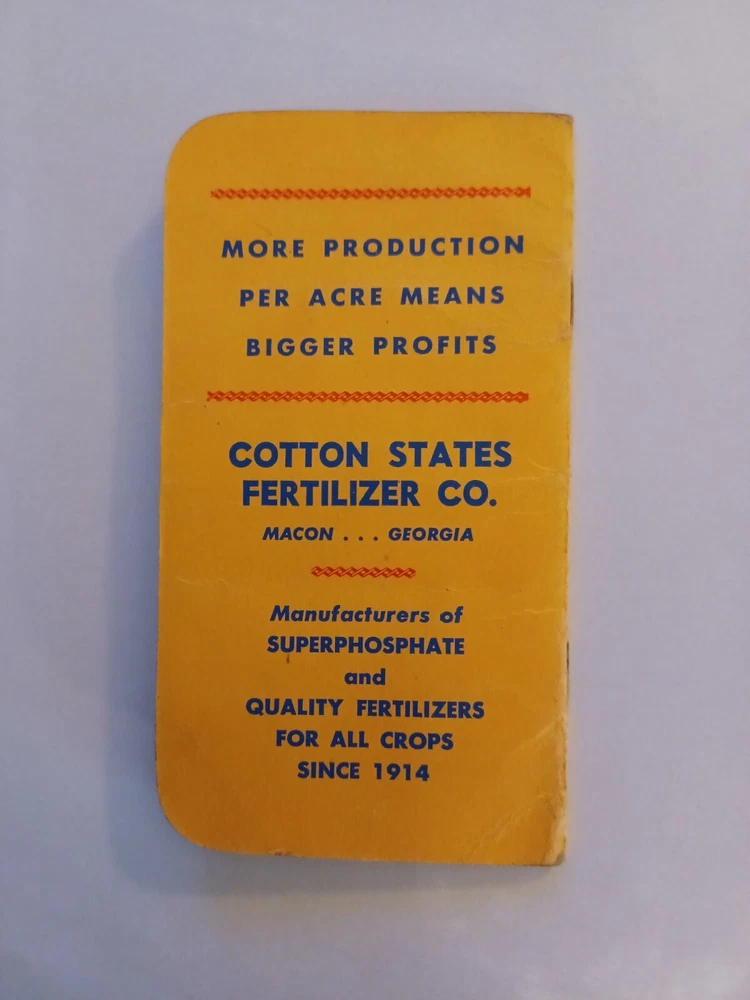 MORE PRODUCTION
PER ACRE MEANS
BIGGER PROFITS
COTTON STATES
FERTILIZER CO.
MACON . . . GEORGIA
Manufacturers of
SUPERPHOSPHATE
and
QUALITY FERTILIZERS
FOR ALL CROPS
SINCE 1914